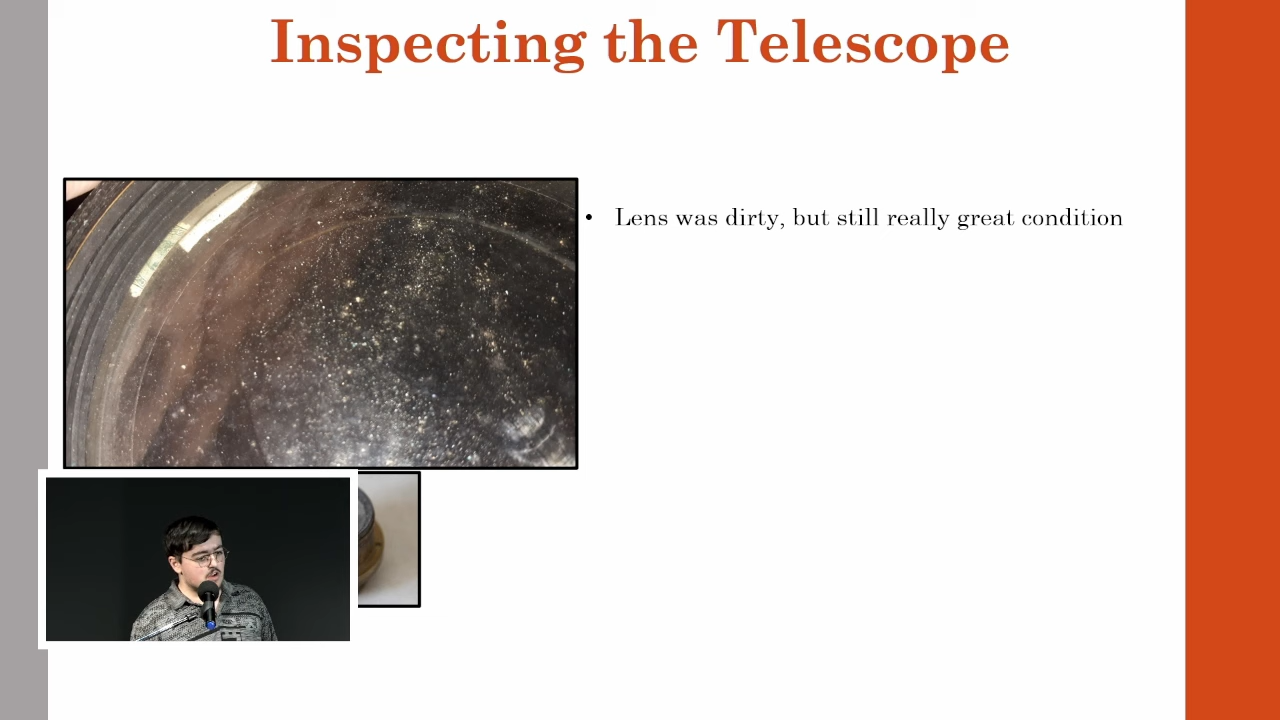 Inspecting the Telescope
• Lens was dirty, but still really great condition